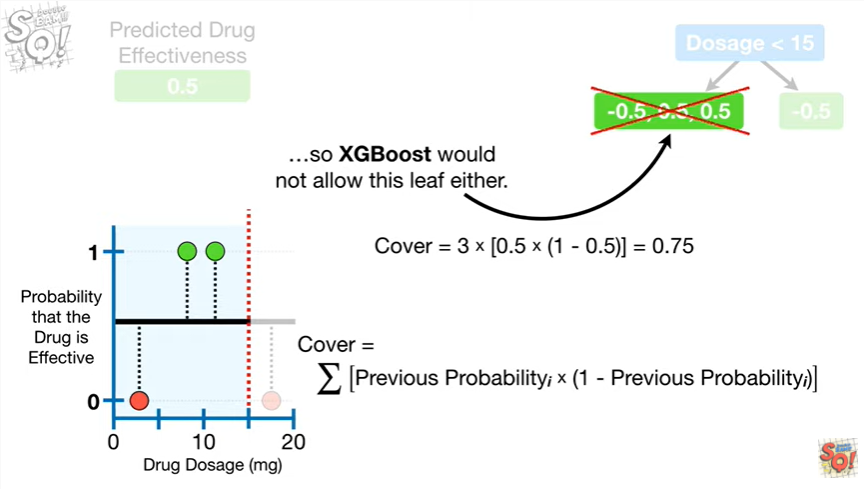 Predicted Drug
Effectiveness
0.5
Dosage < 15
-0.5, 0.5, 0.5
-0.5
…so XGBoost would
not allow this leaf either.
Cover = 3 × [0.5 × (1 - 0.5)] = 0.75
1
Probability
that the
Drug is
Effective
0
0
10
20
Drug Dosage (mg)
Cover =
∑ [Previous Probabilityᵢ × (1 - Previous Probabilityᵢ)]
SQ!
SQ!